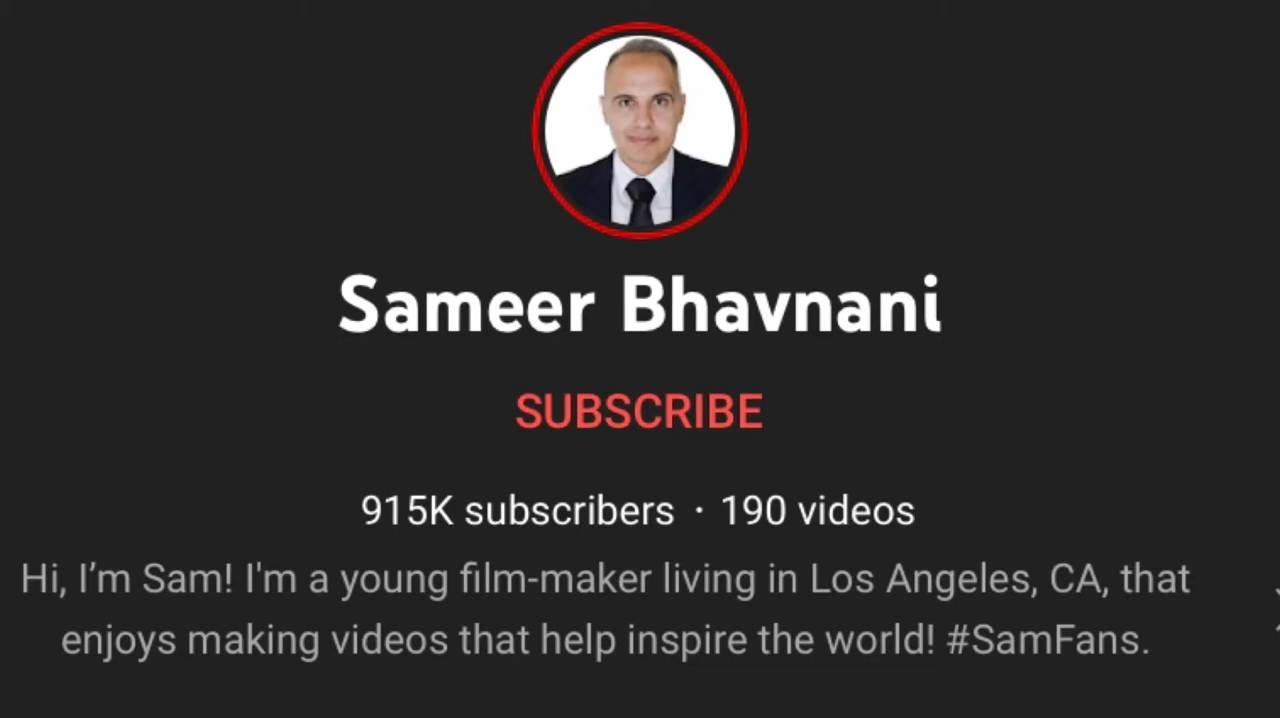 Sameer Bhavnani
SUBSCRIBE
915K subscribers · 190 videos
Hi, I’m Sam! I'm a young film-maker living in Los Angeles, CA, that
enjoys making videos that help inspire the world! #SamFans.